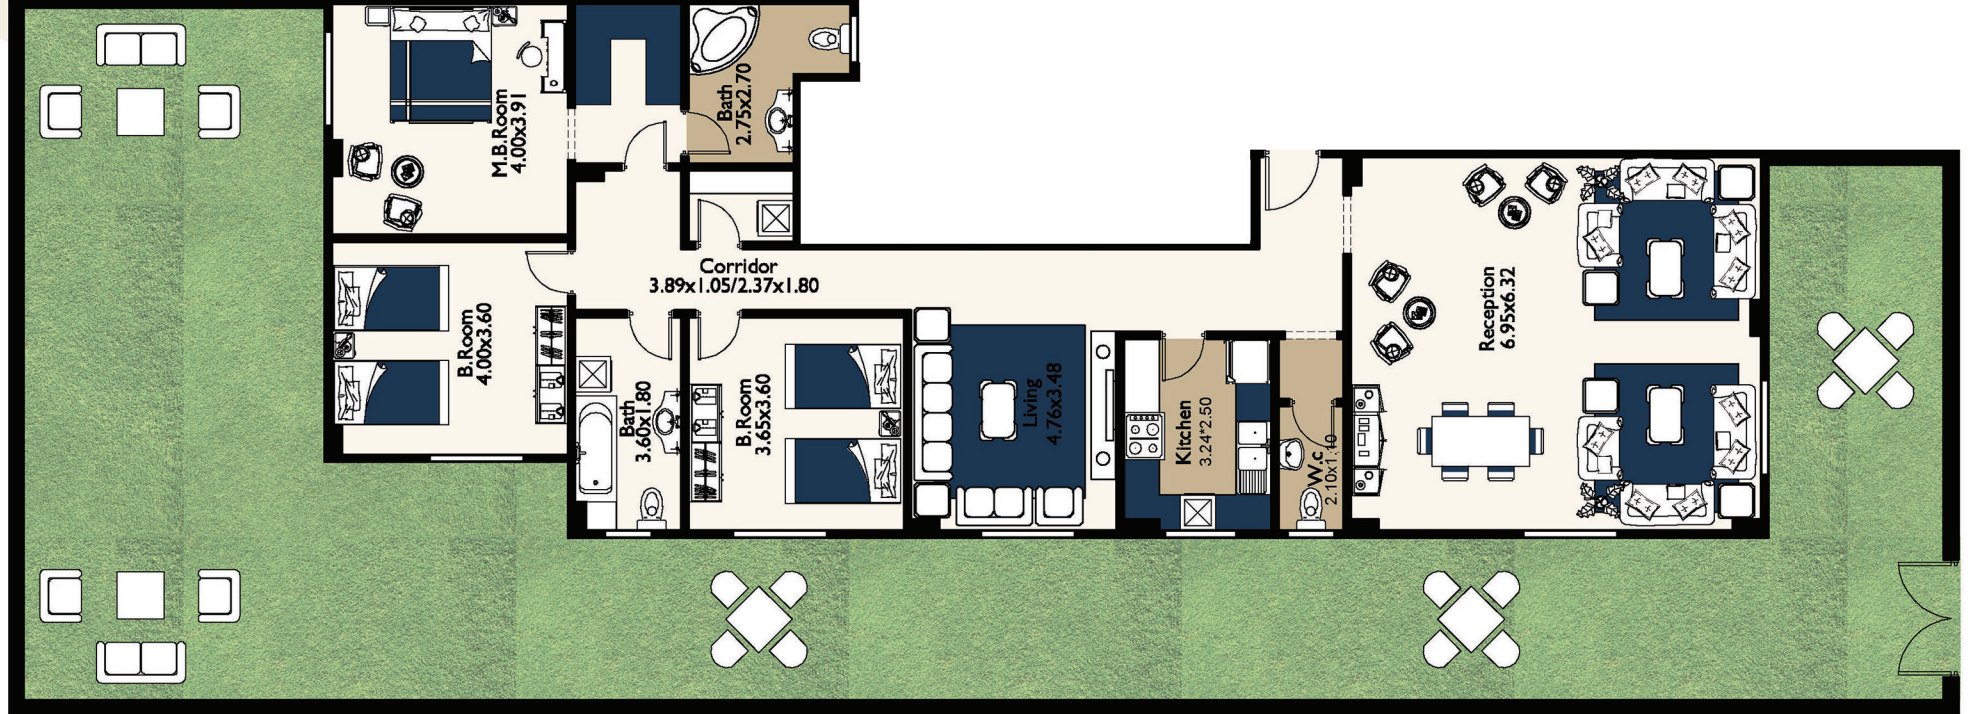 M.B.Room
4.00x3.91
Bath
2.75x2.70
Corridor
3.89x1.05/2.37x1.80
B.Room
4.00x3.60
Bath
3.60x1.80
B.Room
3.65x3.60
Living
4.76x3.48
Kitchen
3.24*2.50
W.c
2.10x1.10
Reception
6.95x6.32